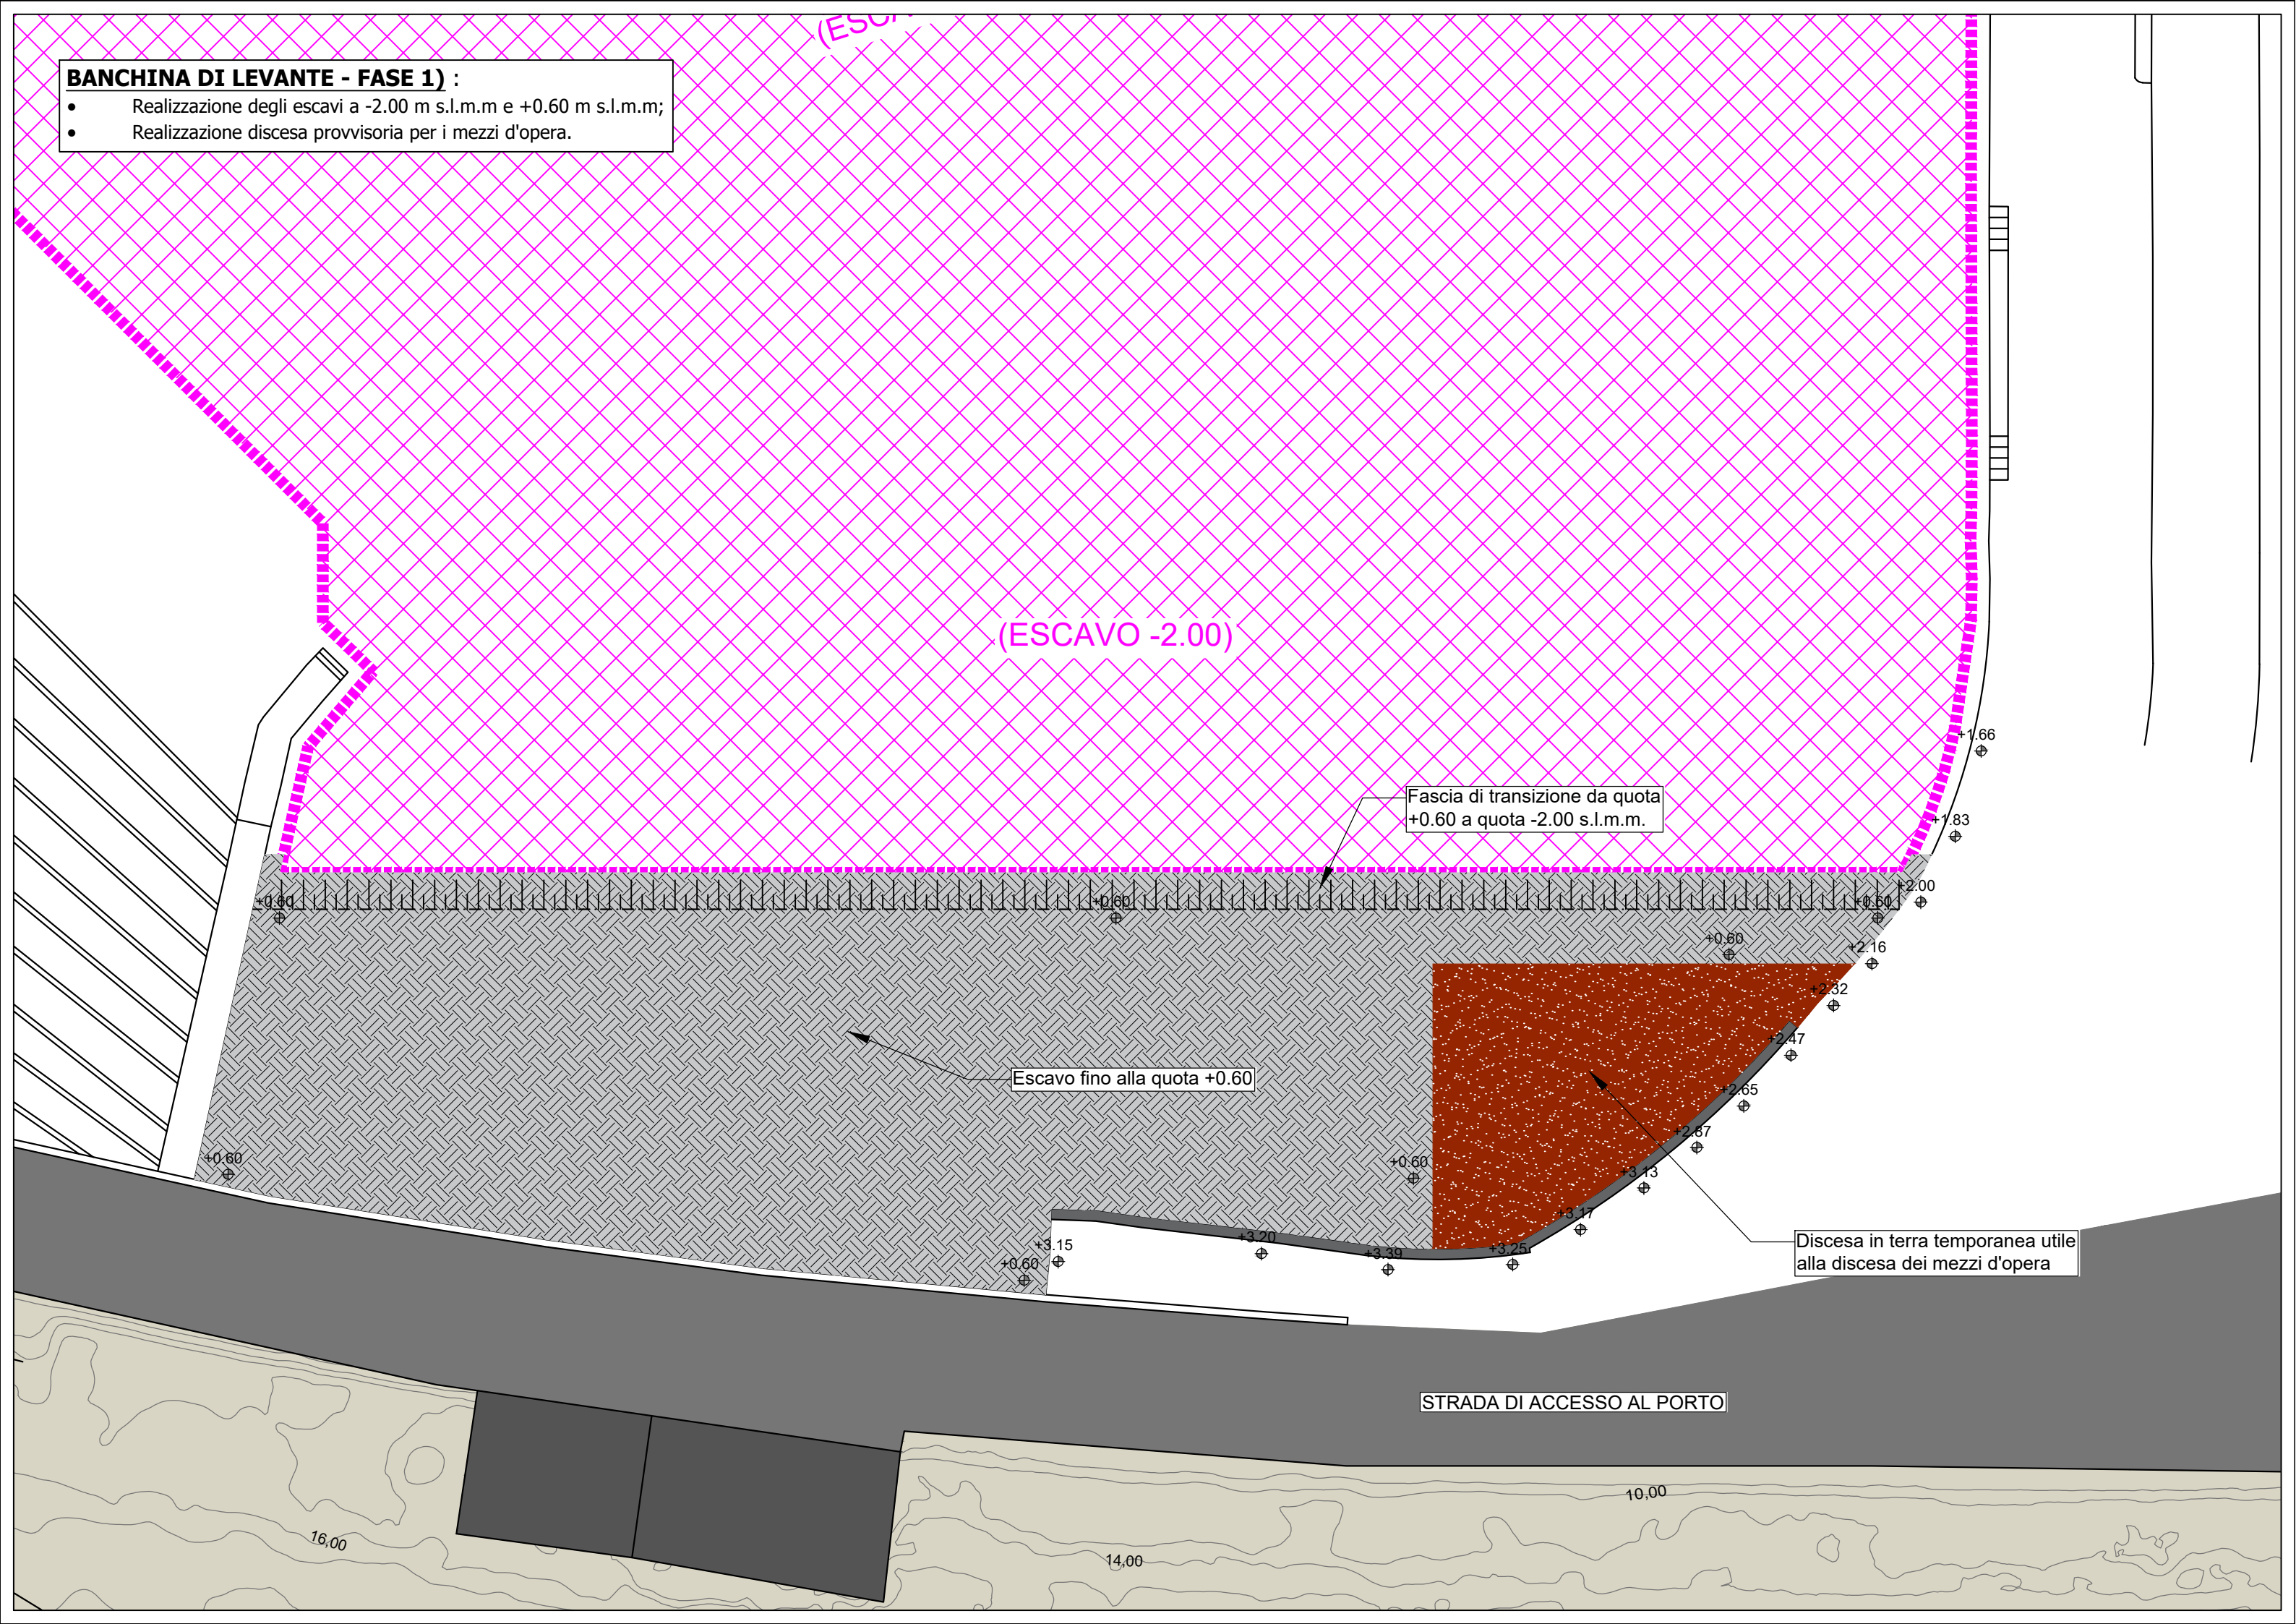 BANCHINA DI LEVANTE - FASE 1) :
• Realizzazione degli escavi a -2.00 m s.l.m.m e +0.60 m s.l.m.m;
• Realizzazione discesa provvisoria per i mezzi d'opera.
(ESCAVO -2.00)
+1.66
Fascia di transizione da quota
+0.60 a quota -2.00 s.l.m.m.
+1.83
+2.00
+0.60
+0.60
+0.60
+0.60
+2.16
+2.32
+2.47
Escavo fino alla quota +0.60
+2.65
+2.87
+0.60
+0.60
+3.13
+3.17
+3.15
+3.20
+3.39
+3.25
+0.60
Discesa in terra temporanea utile
alla discesa dei mezzi d'opera
STRADA DI ACCESSO AL PORTO
10,00
16,00
14,00